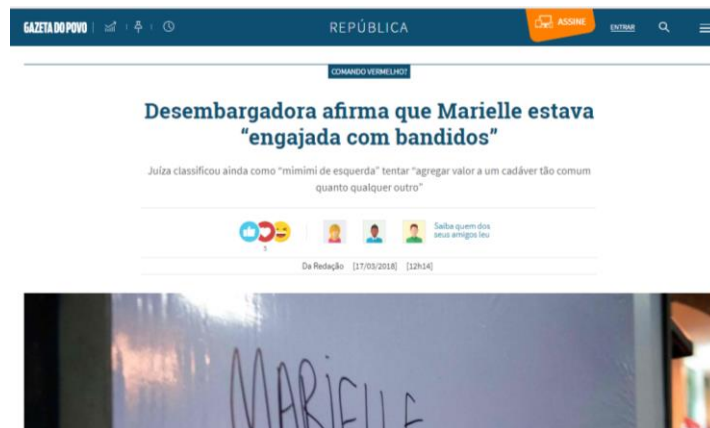 GAZETA DO POVO
REPÚBLICA
ASSINE
ENTRAR
COMANDO VERMELHO?
Desembargadora afirma que Marielle estava
“engajada com bandidos”
Juíza classificou ainda como “mimimi de esquerda” tentar “agregar valor a um cadáver tão comum
quanto qualquer outro”
5
Saiba quem dos
seus amigos leu
Da Redação [17/03/2018] [12h14]
MARIELLE